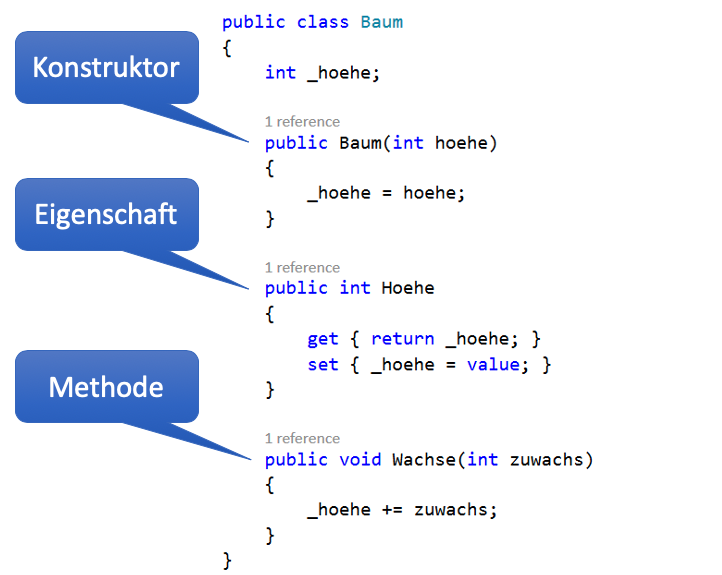 public class Baum
{
int _hoehe;
Konstruktor
1 reference
public Baum(int hoehe)
{
_hoehe = hoehe;
}
Eigenschaft
1 reference
public int Hoehe
{
get { return _hoehe; }
set { _hoehe = value; }
}
Methode
1 reference
public void Wachse(int zuwachs)
{
_hoehe += zuwachs;
}
}